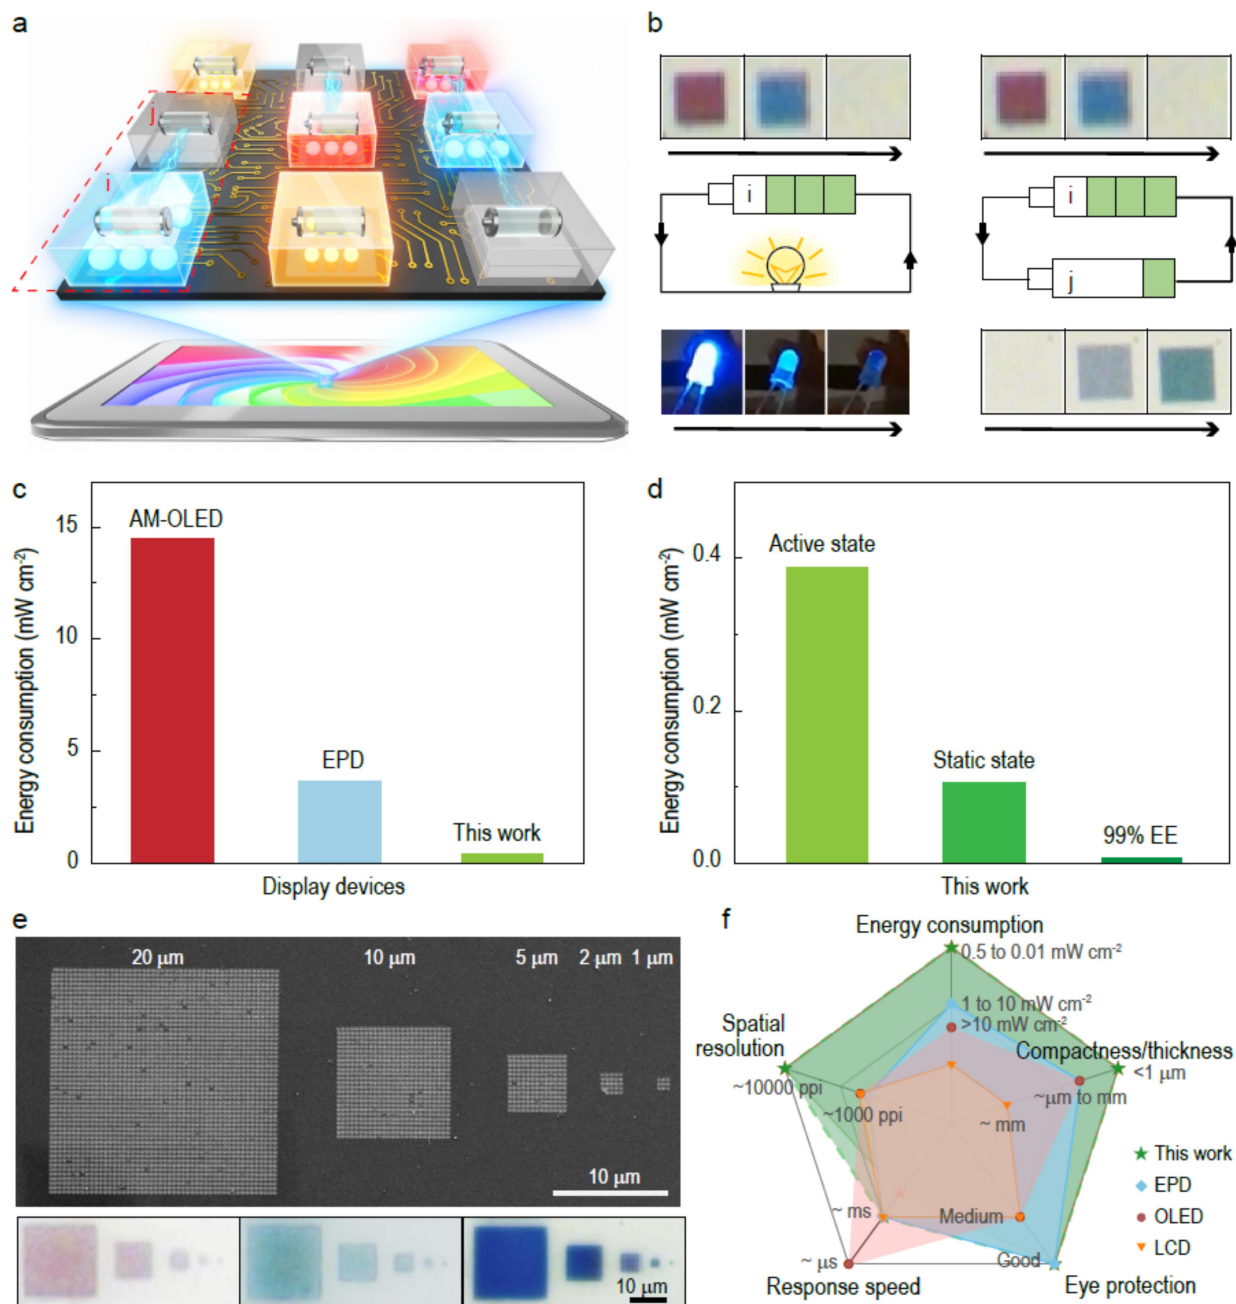 a
j
i
b
i
i
j
c
Energy consumption (mW cm⁻²)
15
10
5
0
AM-OLED
EPD
This work
Display devices
d
Energy consumption (mW cm⁻²)
0.4
0.2
0.0
Active state
Static state
99% EE
This work
e
20 μm
10 μm
5 μm
2 μm
1 μm
10 μm
10 μm
f
Energy consumption
0.5 to 0.01 mW cm⁻²
1 to 10 mW cm⁻²
>10 mW cm⁻²
Spatial
resolution
Compactness/thickness
<1 μm
~10000 ppi
~μm to mm
~1000 ppi
~ mm
This work
EPD
OLED
LCD
~ ms
Medium
~ μs
Good
Response speed
Eye protection